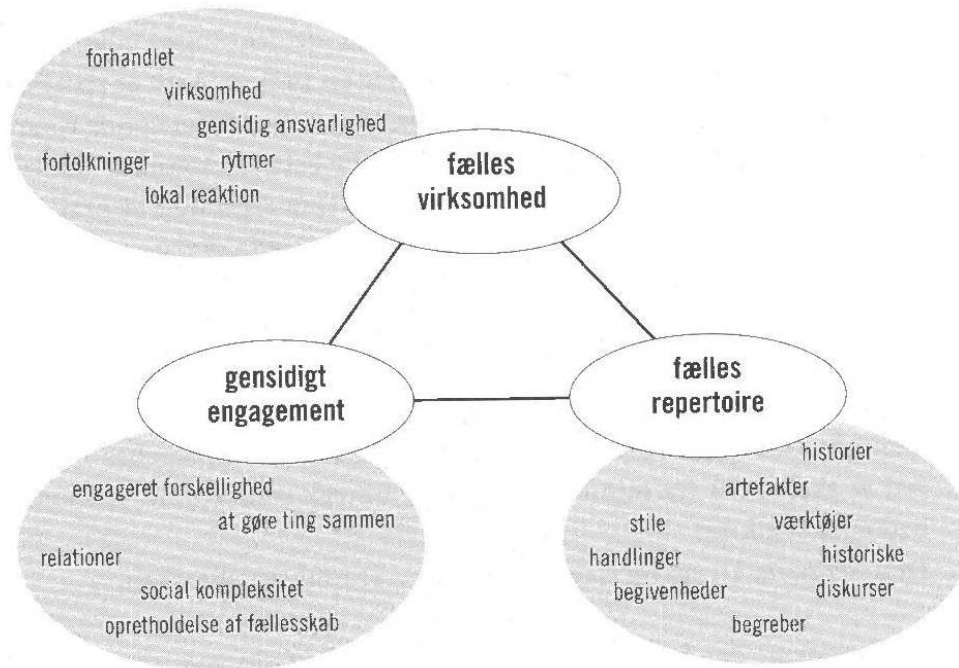 forhandlet
virksomhed
gensidig ansvarlighed
fortolkninger rytmer
lokal reaktion
fælles
virksomhed
gensidigt
engagement
fælles
repertoire
engageret forskellighed
at gøre ting sammen
relationer
social kompleksitet
opretholdelse af fællesskab
historier
artefakter
stile værktøjer
handlinger historiske
begivenheder diskurser
begreber